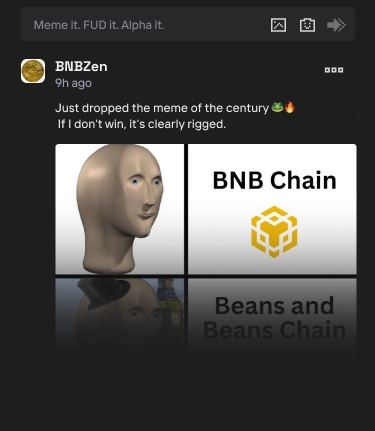 Meme it. FUD it. Alpha it.
BNBZen
9h ago
Just dropped the meme of the century 🐸🔥
If I don't win, it's clearly rigged.
BNB Chain
Beans and
Beans Chain